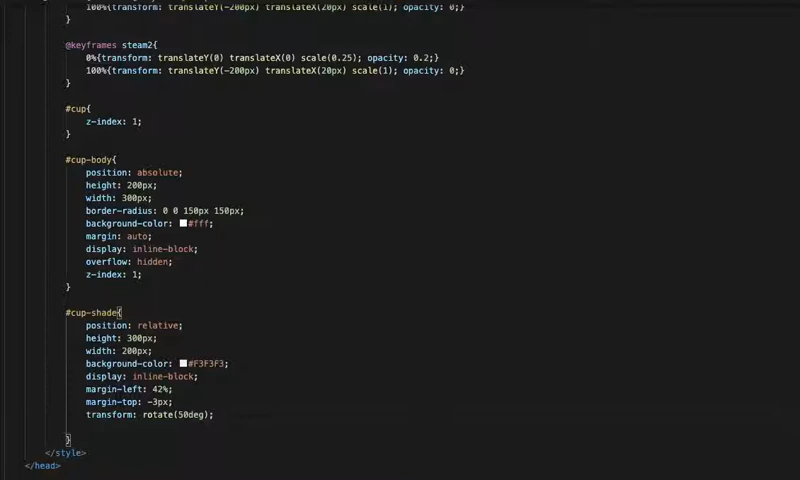 100%{transform: translateY(-200px) translateX(20px) scale(1); opacity: 0;}
}
@keyframes steam2{
0%{transform: translateY(0) translateX(0) scale(0.25); opacity: 0.2;}
100%{transform: translateY(-200px) translateX(20px) scale(1); opacity: 0;}
}
#cup{
z-index: 1;
}
#cup-body{
position: absolute;
height: 200px;
width: 300px;
border-radius: 0 0 150px 150px;
background-color: #fff;
margin: auto;
display: inline-block;
overflow: hidden;
z-index: 1;
}
#cup-shade{
position: relative;
height: 300px;
width: 200px;
background-color: #F3F3F3;
display: inline-block;
margin-left: 42%;
margin-top: -3px;
transform: rotate(50deg);
}
</style>
</head>